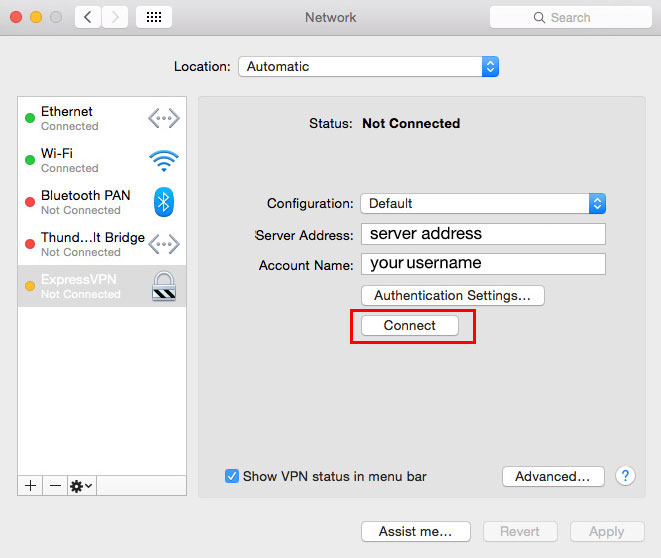 Network
Search
Location: Automatic
Ethernet
Connected
Wi-Fi
Connected
Bluetooth PAN
Not Connected
Thund...lt Bridge
Not Connected
ExpressVPN
Not Connected
Status: Not Connected
Configuration: Default
Server Address: server address
Account Name: your username
Authentication Settings...
Connect
Show VPN status in menu bar
Advanced...
?
Assist me...
Revert
Apply